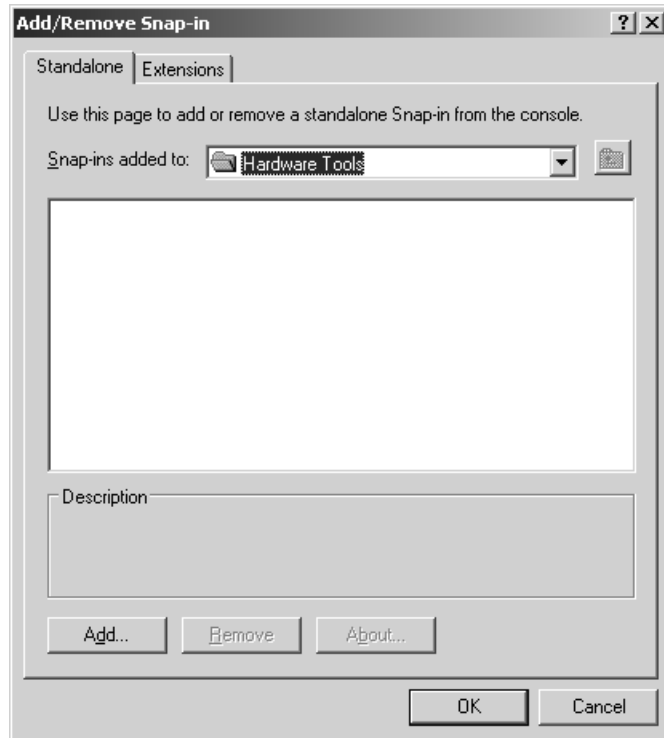 Add/Remove Snap-in
Standalone
Extensions
Use this page to add or remove a standalone Snap-in from the console.
Snap-ins added to:
Hardware Tools
Description
Add...
Remove
About...
OK
Cancel